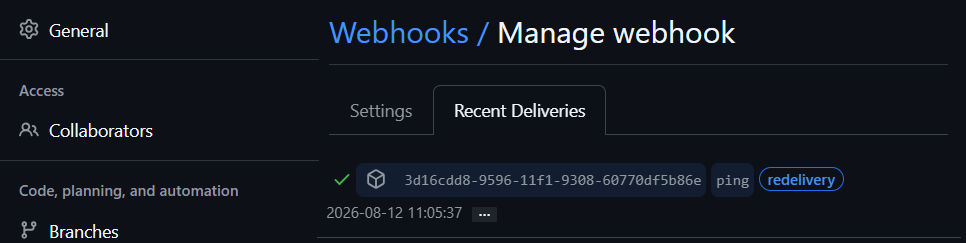 General
Access
Collaborators
Code, planning, and automation
Branches
Webhooks / Manage webhook
Settings
Recent Deliveries
3d16cdd8-9596-11f1-9308-60770df5b86e ping redelivery
2026-08-12 11:05:37 ...